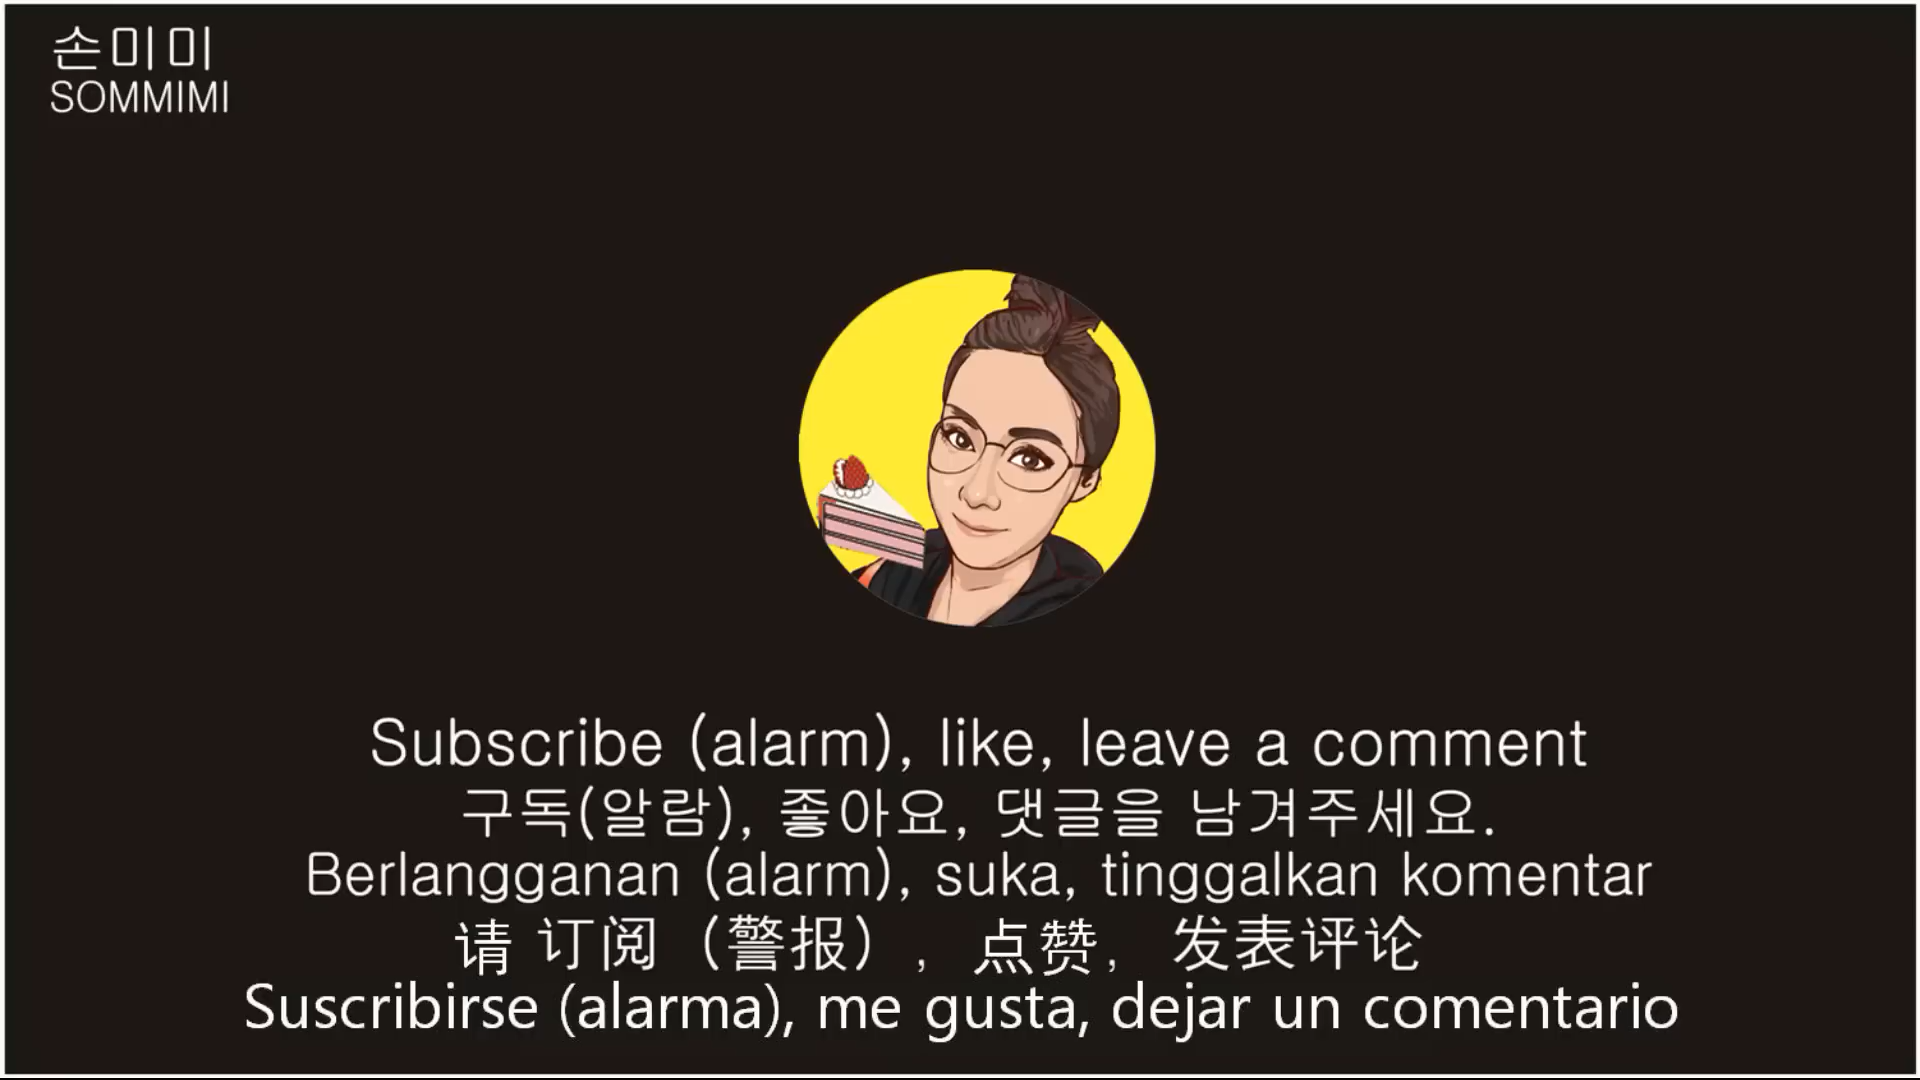 손미미
SOMMIMI
Subscribe (alarm), like, leave a comment
구독(알람), 좋아요, 댓글을 남겨주세요.
Berlangganan (alarm), suka, tinggalkan komentar
请 订阅（警报）, 点赞, 发表评论
Suscribirse (alarma), me gusta, dejar un comentario